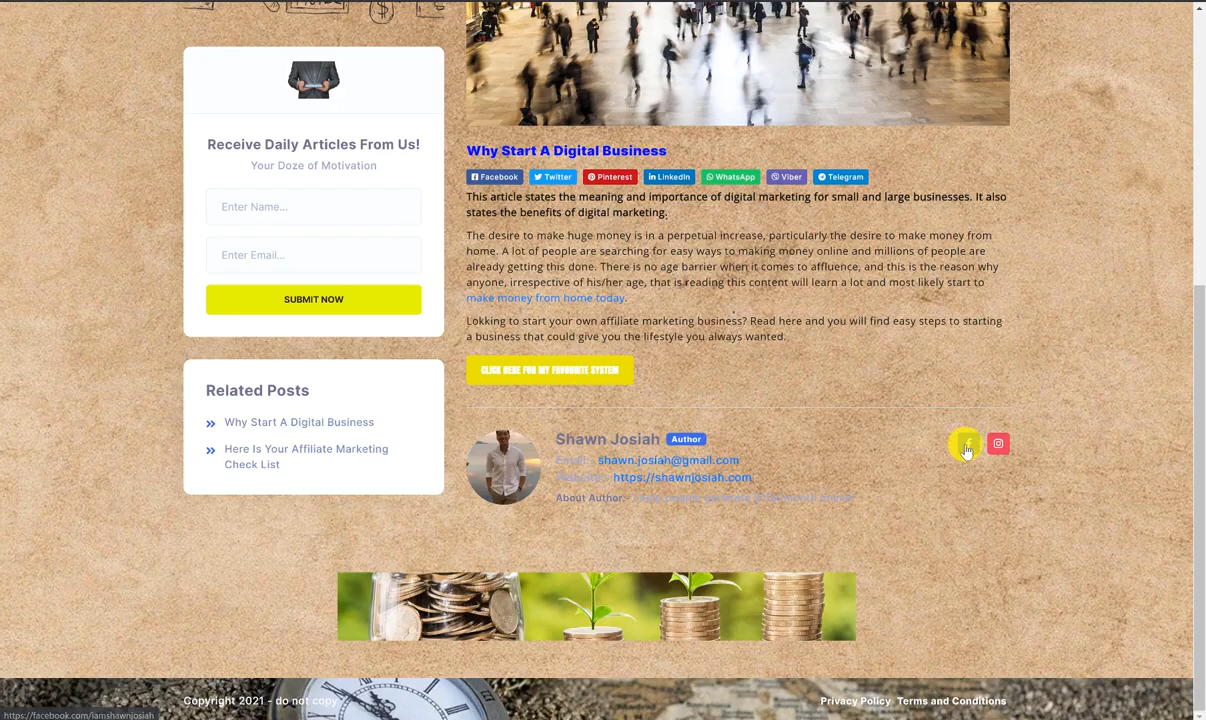 Receive Daily Articles From Us!
Your Doze of Motivation
Enter Name...
Enter Email...
SUBMIT NOW
Related Posts
Why Start A Digital Business
Here Is Your Affiliate Marketing
Check List
Why Start A Digital Business
Facebook Twitter Pinterest LinkedIn WhatsApp Viber Telegram
This article states the meaning and importance of digital marketing for small and large businesses. It also
states the benefits of digital marketing.
The desire to make huge money is in a perpetual increase, particularly the desire to make money from
home. A lot of people are searching for easy ways to making money online and millions of people are
already getting this done. There is no age barrier when it comes to affluence, and this is the reason why
anyone, irrespective of his/her age, that is reading this content will learn a lot and most likely start to
make money from home today.
Lokking to start your own affiliate marketing business? Read here and you will find easy steps to starting
a business that could give you the lifestyle you always wanted.
CLICK HERE FOR MY FAVOURITE SYSTEM
Shawn Josiah Author
Email:- shawn.josiah@gmail.com
Website:- https://shawnjosiah.com
About Author:-
Copyright 2021 - do not copy
Privacy Policy Terms and Conditions
https://facebook.com/iamshawnjosiah